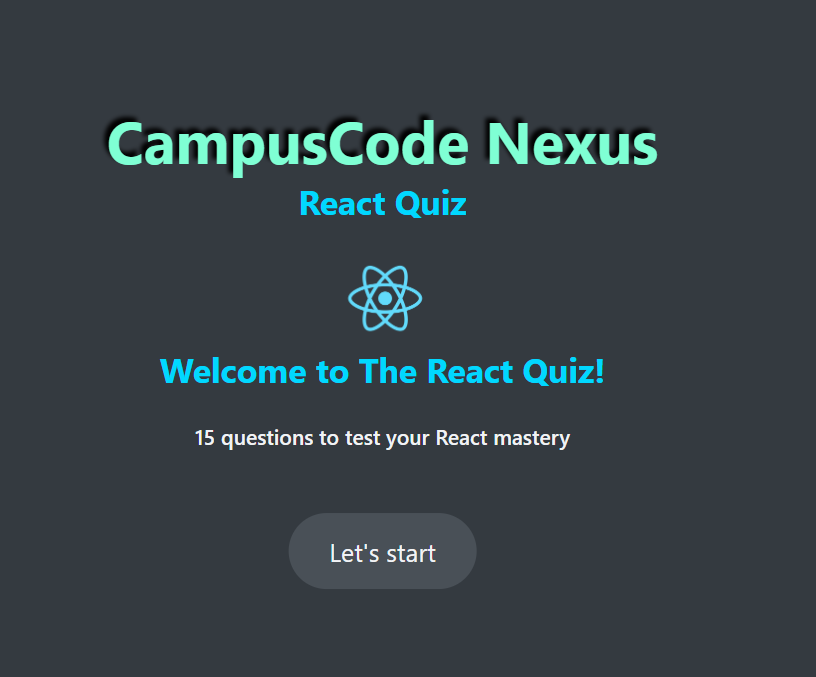 CampusCode Nexus
React Quiz
Welcome to The React Quiz!
15 questions to test your React mastery
Let's start